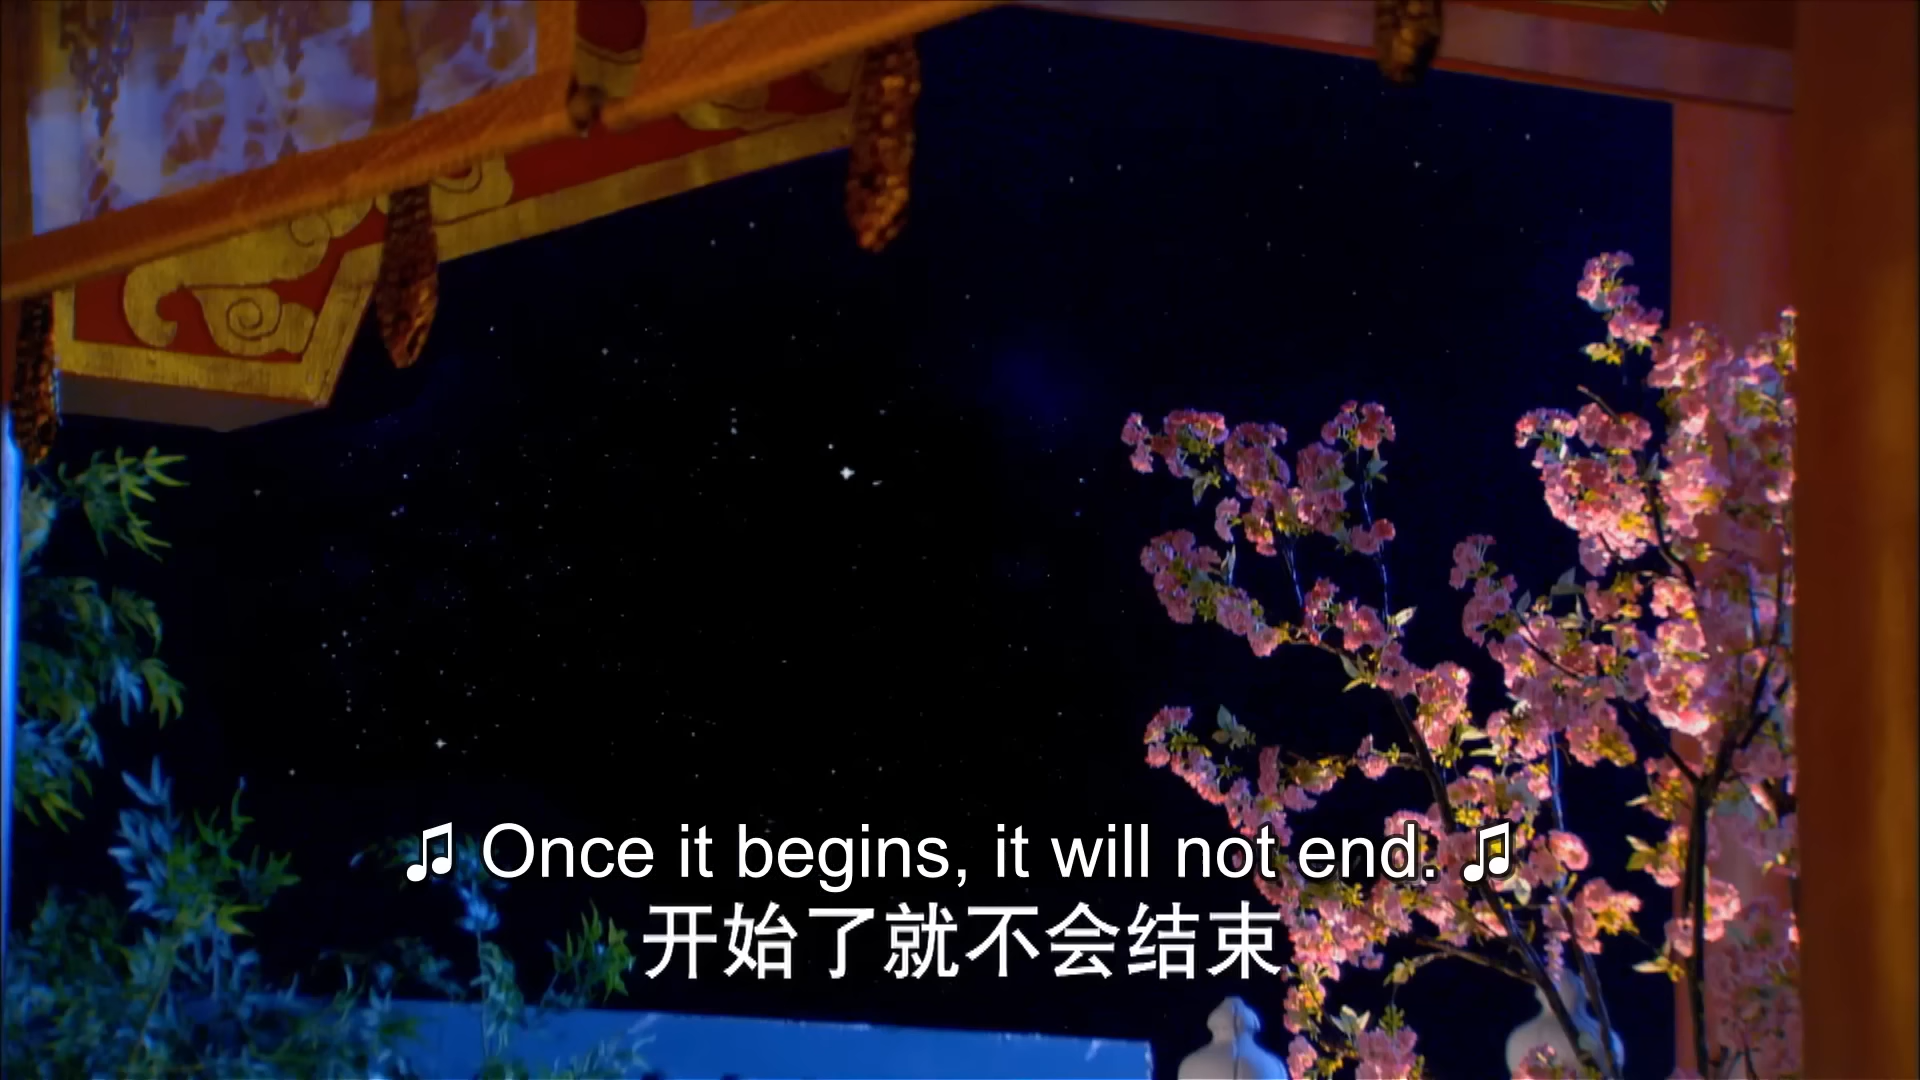 ♫ Once it begins, it will not end. ♫
开始了就不会结束